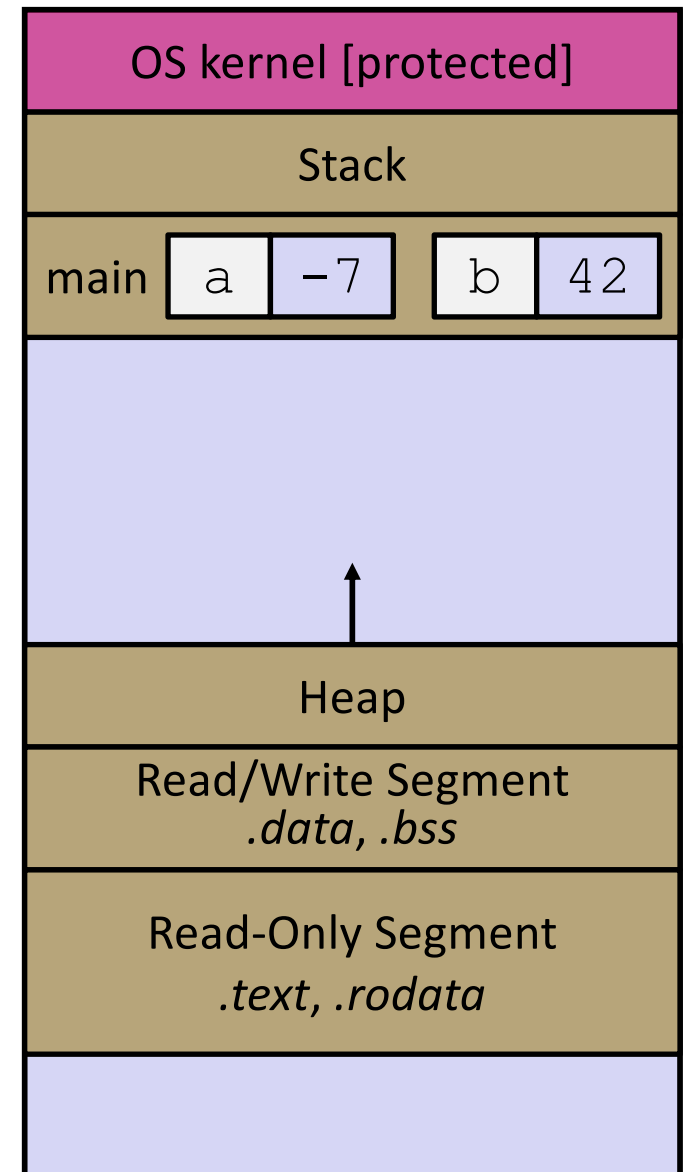 OS kernel [protected]
Stack
main a -7 b 42
Heap
Read/Write Segment
.data, .bss
Read-Only Segment
.text, .rodata